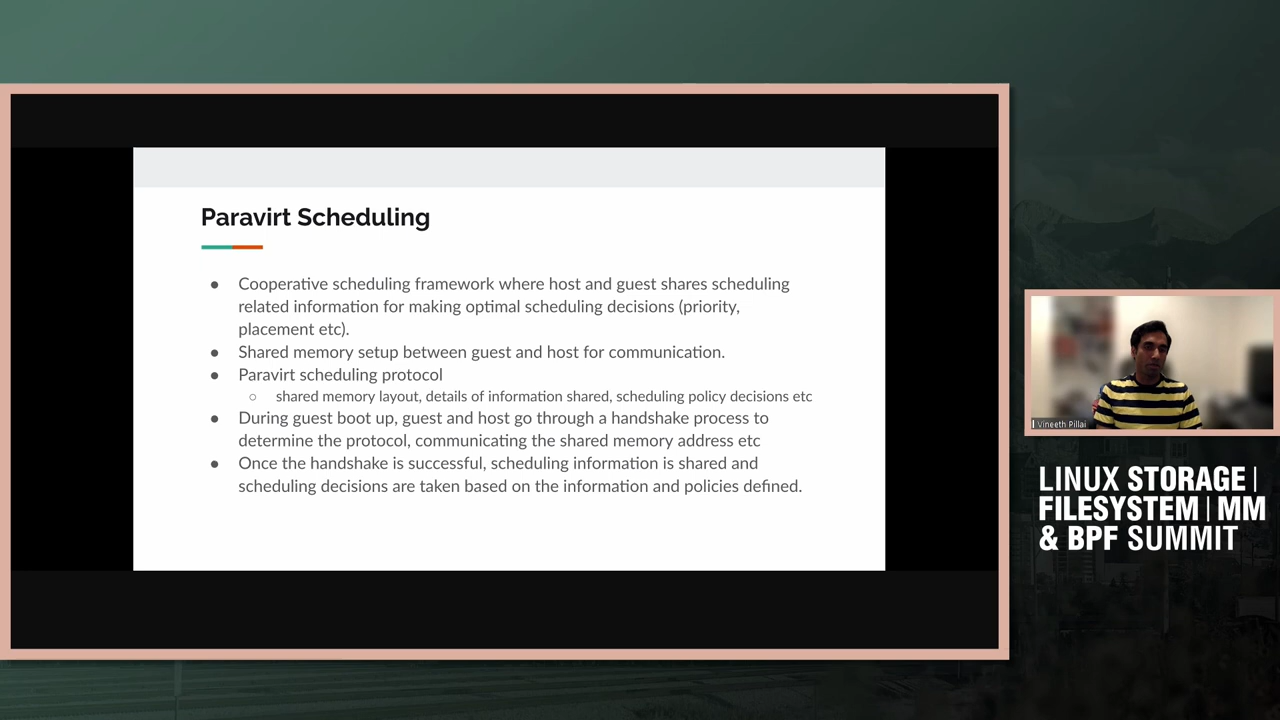 Paravirt Scheduling
● Cooperative scheduling framework where host and guest shares scheduling
related information for making optimal scheduling decisions (priority,
placement etc).
● Shared memory setup between guest and host for communication.
● Paravirt scheduling protocol
○ shared memory layout, details of information shared, scheduling policy decisions etc
● During guest boot up, guest and host go through a handshake process to
determine the protocol, communicating the shared memory address etc
● Once the handshake is successful, scheduling information is shared and
scheduling decisions are taken based on the information and policies defined.
Vineeth Pillai
LINUX STORAGE |
FILESYSTEM | MM
& BPF SUMMIT